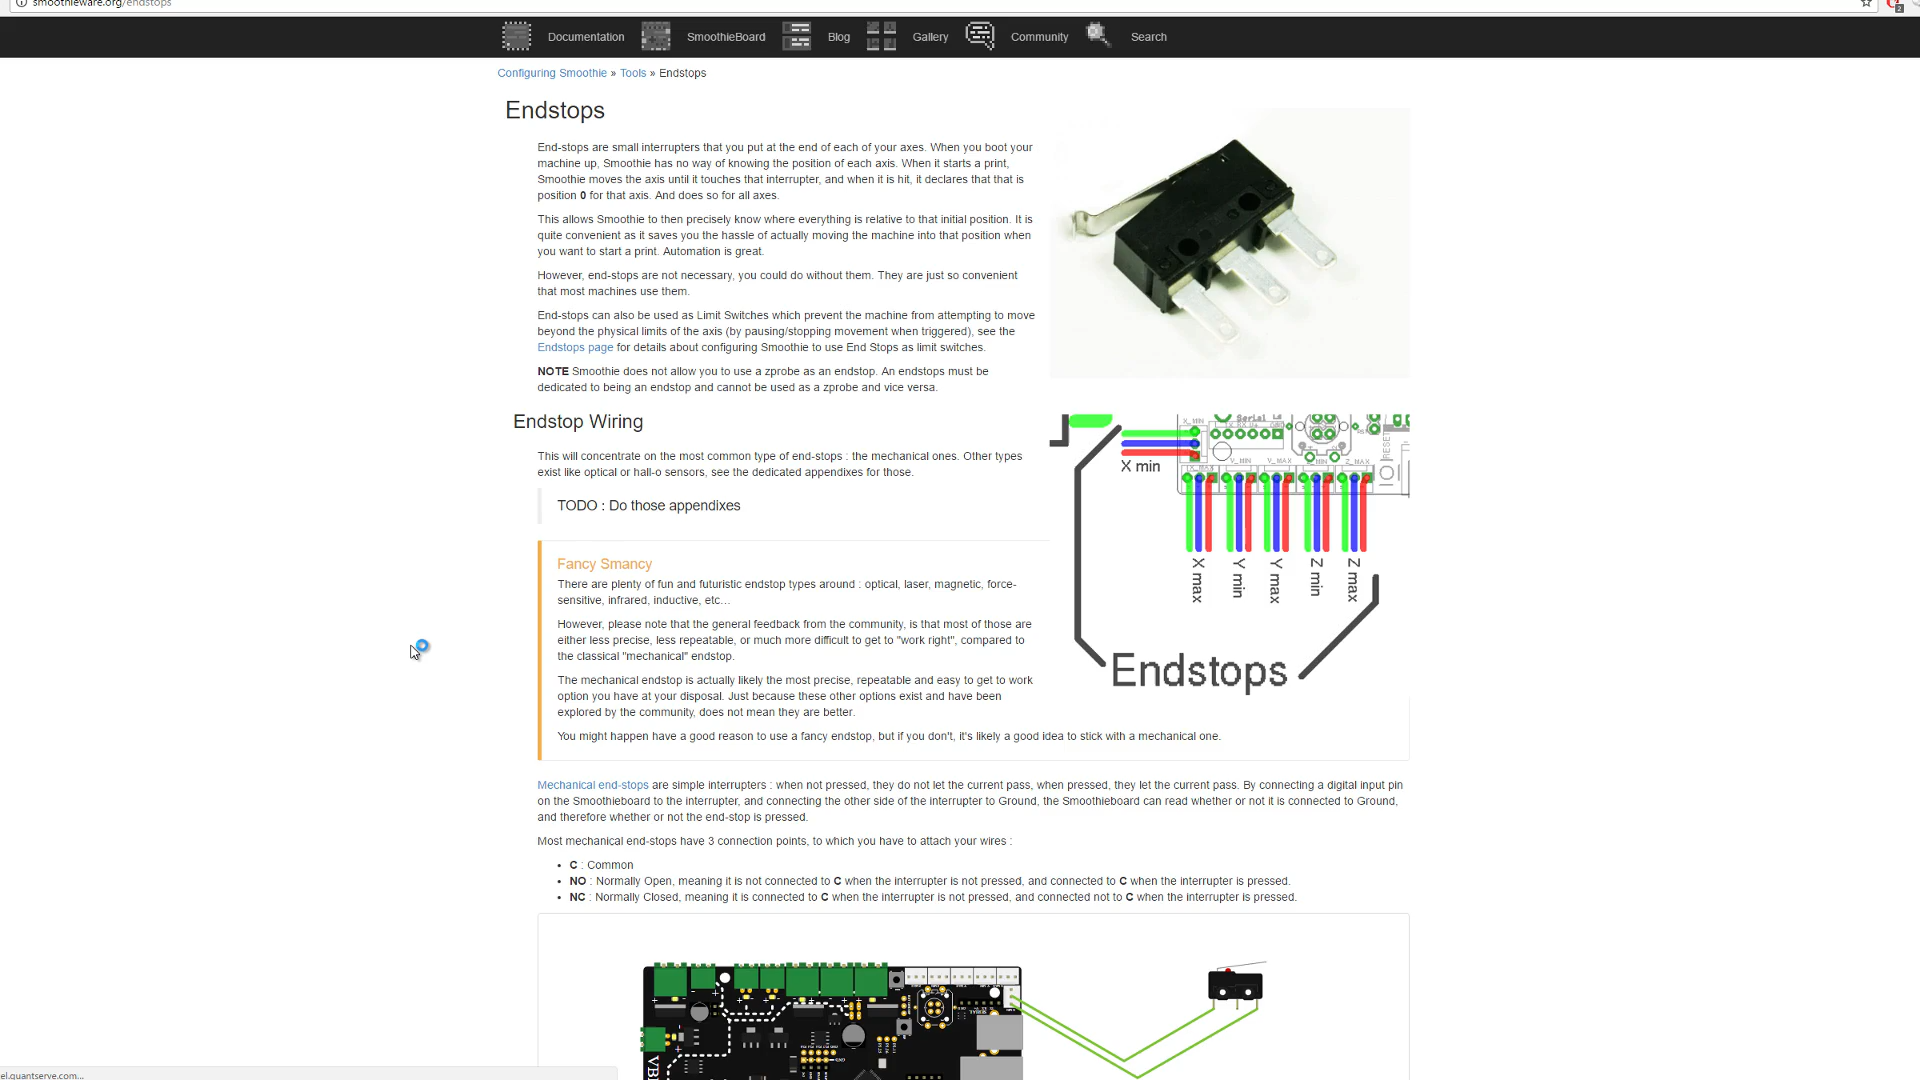 smoothieware.org/endstops
2
Documentation SmoothieBoard Blog Gallery Community Search
Configuring Smoothie » Tools » Endstops
Endstops
End-stops are small interrupters that you put at the end of each of your axes. When you boot your
machine up, Smoothie has no way of knowing the position of each axis. When it starts a print,
Smoothie moves the axis until it touches that interrupter, and when it is hit, it declares that that is
position 0 for that axis. And does so for all axes.
This allows Smoothie to then precisely know where everything is relative to that initial position. It is
quite convenient as it saves you the hassle of actually moving the machine into that position when
you want to start a print. Automation is great.
However, end-stops are not necessary, you could do without them. They are just so convenient
that most machines use them.
End-stops can also be used as Limit Switches which prevent the machine from attempting to move
beyond the physical limits of the axis (by pausing/stopping movement when triggered), see the
Endstops page for details about configuring Smoothie to use End Stops as limit switches.
NOTE Smoothie does not allow you to use a zprobe as an endstop. An endstops must be
dedicated to being an endstop and cannot be used as a zprobe and vice versa.
Endstop Wiring
This will concentrate on the most common type of end-stops : the mechanical ones. Other types
exist like optical or hall-o sensors, see the dedicated appendixes for those.
TODO : Do those appendixes
Fancy Smancy
There are plenty of fun and futuristic endstop types around : optical, laser, magnetic, force-
sensitive, infrared, inductive, etc…
However, please note that the general feedback from the community, is that most of those are
either less precise, less repeatable, or much more difficult to get to "work right", compared to
the classical "mechanical" endstop.
The mechanical endstop is actually likely the most precise, repeatable and easy to get to work
option you have at your disposal. Just because these other options exist and have been
explored by the community, does not mean they are better.
You might happen have a good reason to use a fancy endstop, but if you don't, it's likely a good idea to stick with a mechanical one.
X_MIN
RESET
X min
X_MAX Y_MIN Y_MAX Z_MIN Z_MAX
X max
Y min
Y max
Z min
Z max
Endstops
Mechanical end-stops are simple interrupters : when not pressed, they do not let the current pass, when pressed, they let the current pass. By connecting a digital input pin
on the Smoothieboard to the interrupter, and connecting the other side of the interrupter to Ground, the Smoothieboard can read whether or not it is connected to Ground,
and therefore whether or not the end-stop is pressed.
Most mechanical end-stops have 3 connection points, to which you have to attach your wires :
• C : Common
• NO : Normally Open, meaning it is not connected to C when the interrupter is not pressed, and connected to C when the interrupter is pressed.
• NC : Normally Closed, meaning it is connected to C when the interrupter is not pressed, and connected not to C when the interrupter is pressed.
el.quantserve.com...